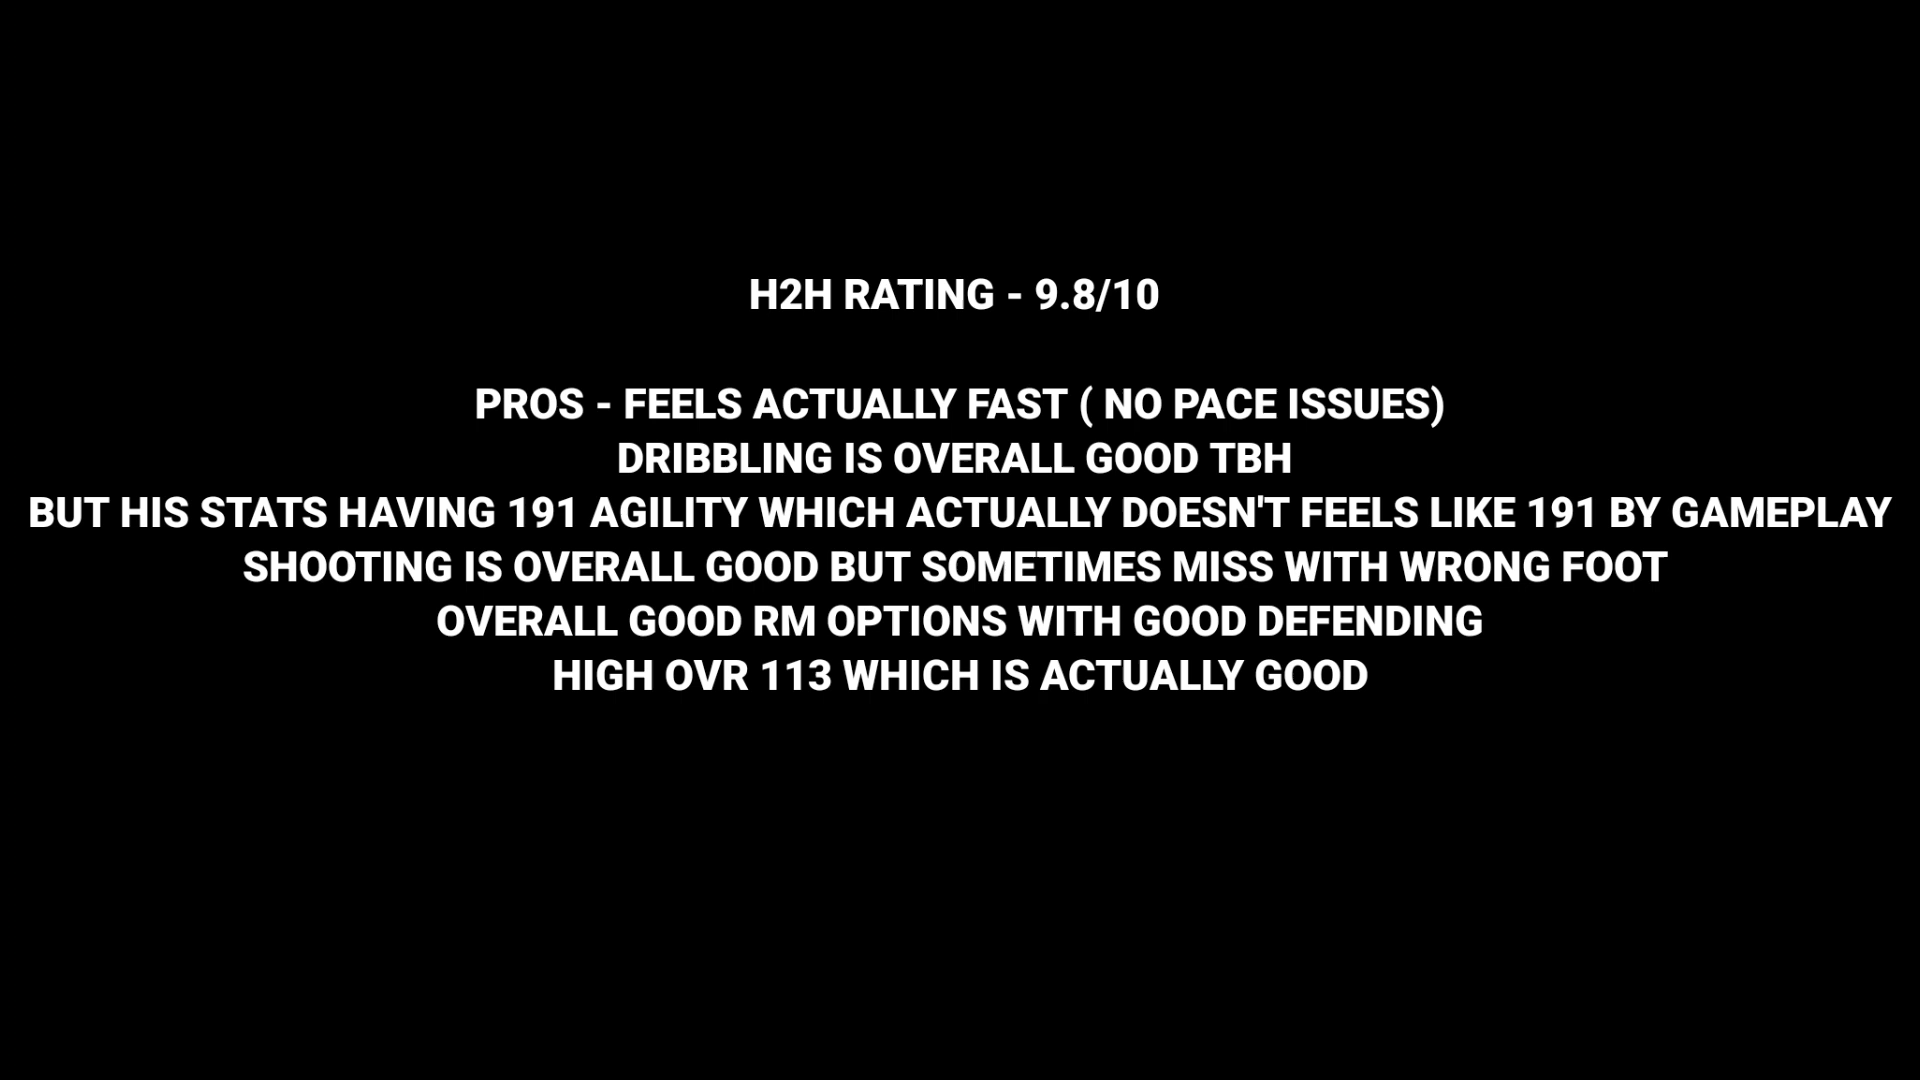 H2H RATING - 9.8/10
PROS - FEELS ACTUALLY FAST ( NO PACE ISSUES)
DRIBBLING IS OVERALL GOOD TBH
BUT HIS STATS HAVING 191 AGILITY WHICH ACTUALLY DOESN'T FEELS LIKE 191 BY GAMEPLAY
SHOOTING IS OVERALL GOOD BUT SOMETIMES MISS WITH WRONG FOOT
OVERALL GOOD RM OPTIONS WITH GOOD DEFENDING
HIGH OVR 113 WHICH IS ACTUALLY GOOD